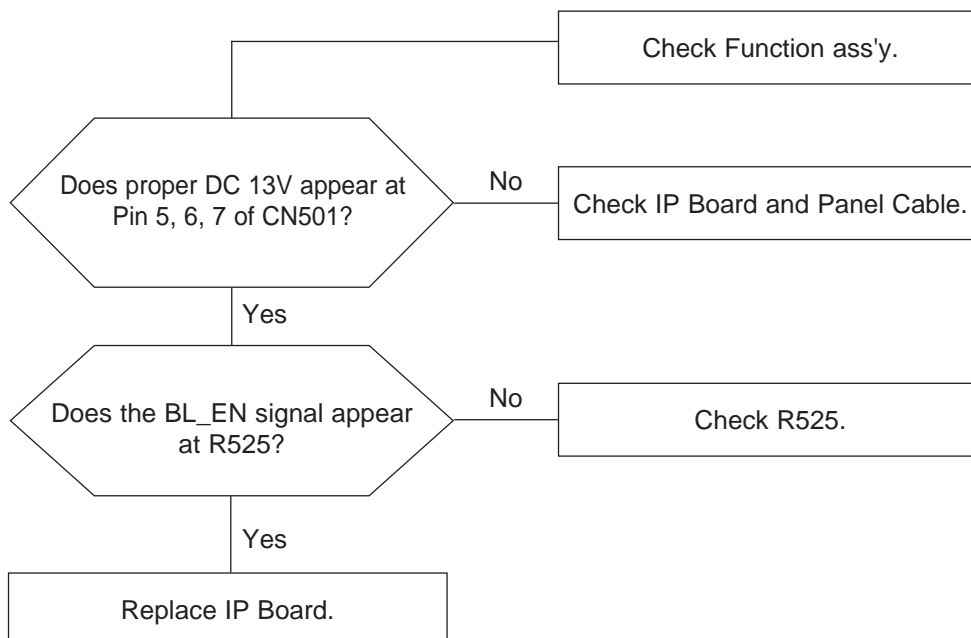 Check Function ass'y.
Does proper DC 13V appear at
Pin 5, 6, 7 of CN501?
No
Check IP Board and Panel Cable.
Yes
Does the BL_EN signal appear
at R525?
No
Check R525.
Yes
Replace IP Board.